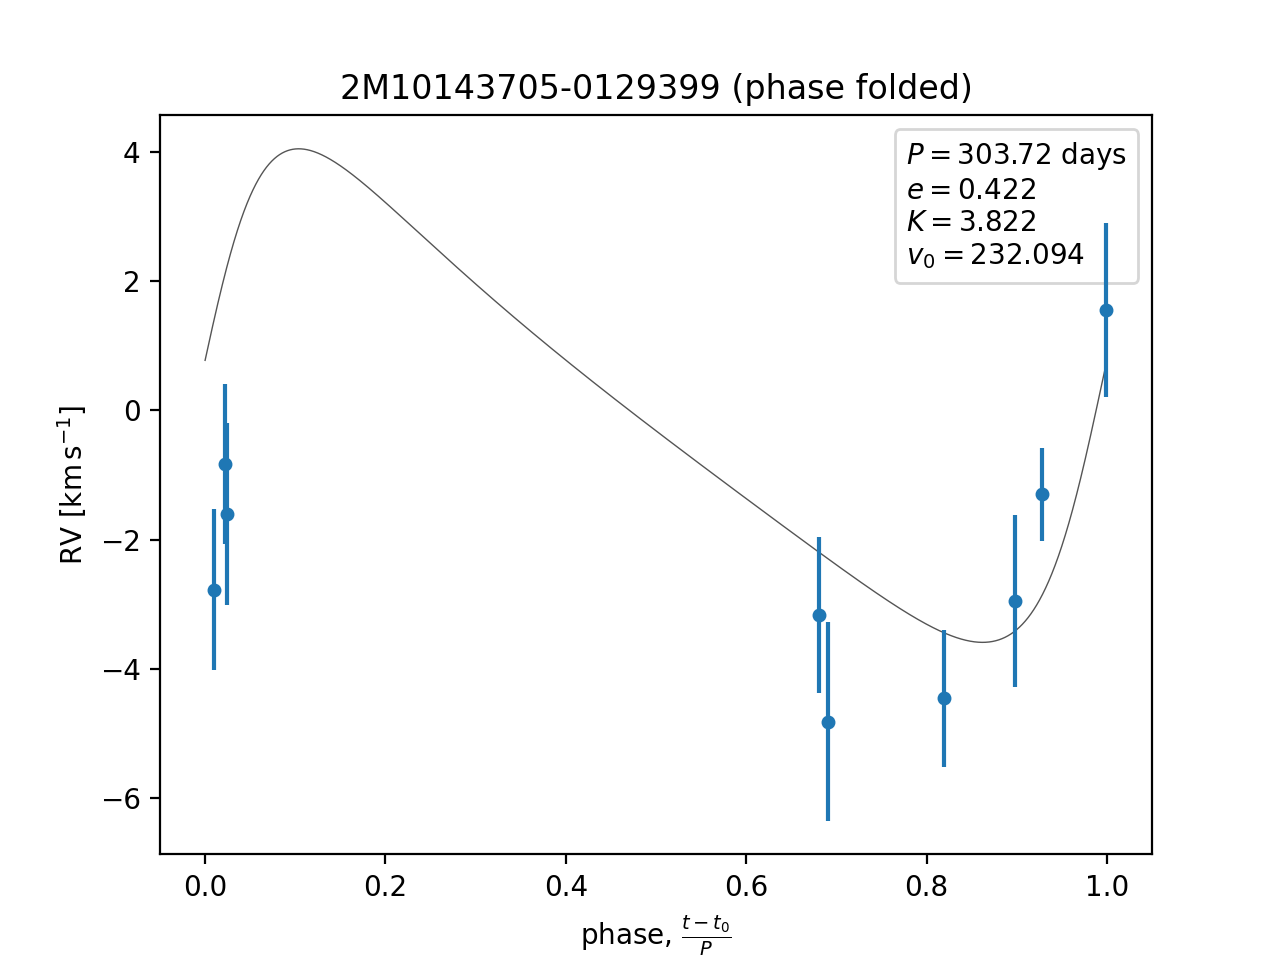 2M10143705-0129399 (phase folded)
P = 303.72 days
e = 0.422
K = 3.822
v₀ = 232.094
4
2
0
−2
−4
−6
RV [km s⁻¹]
0.0 0.2 0.4 0.6 0.8 1.0
phase, (t − t₀)/P